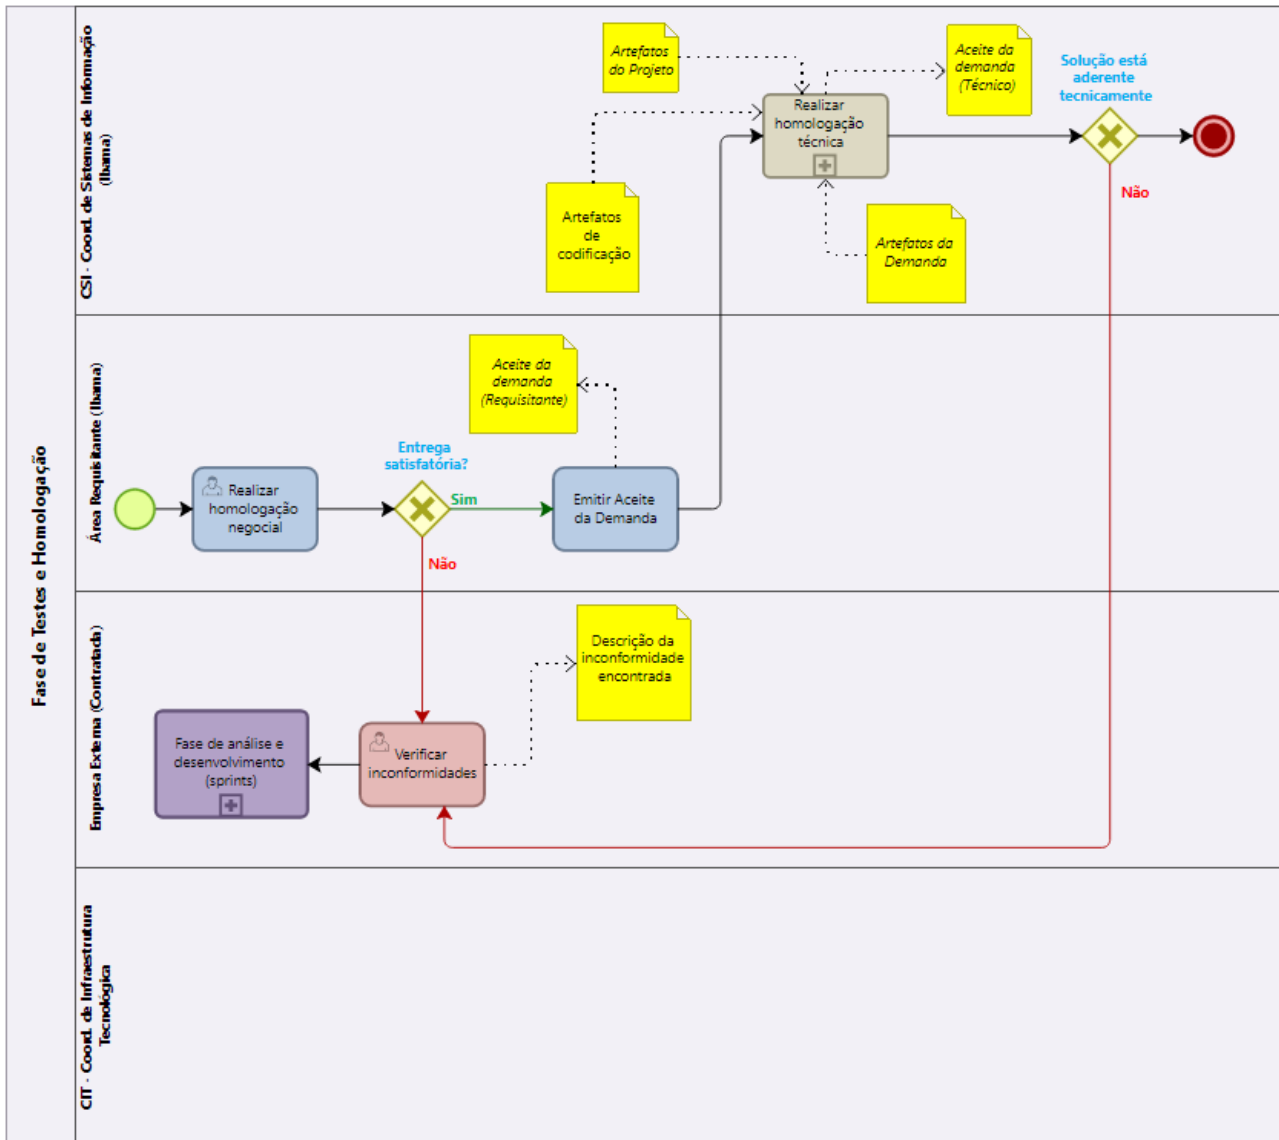 Fase de Testes e Homologação
CSI - Coord. de Sistemas de Informação
(Ibama)
Artefatos
do Projeto
Aceite da
demanda
(Técnico)
Solução está
aderente
tecnicamente
Realizar
homologação
técnica
Não
Artefatos
de
codificação
Artefatos da
Demanda
Área Requisitante (Ibama)
Aceite da
demanda
(Requisitante)
Entrega
satisfatória?
Realizar
homologação
negocial
Sim
Emitir Aceite
da Demanda
Não
Empresa Externa (Contratada)
Descrição da
inconformidade
encontrada
Fase de análise e
desenvolvimento
(sprints)
Verificar
inconformidades
CIT - Coord. de Infraestrutura
Tecnológica